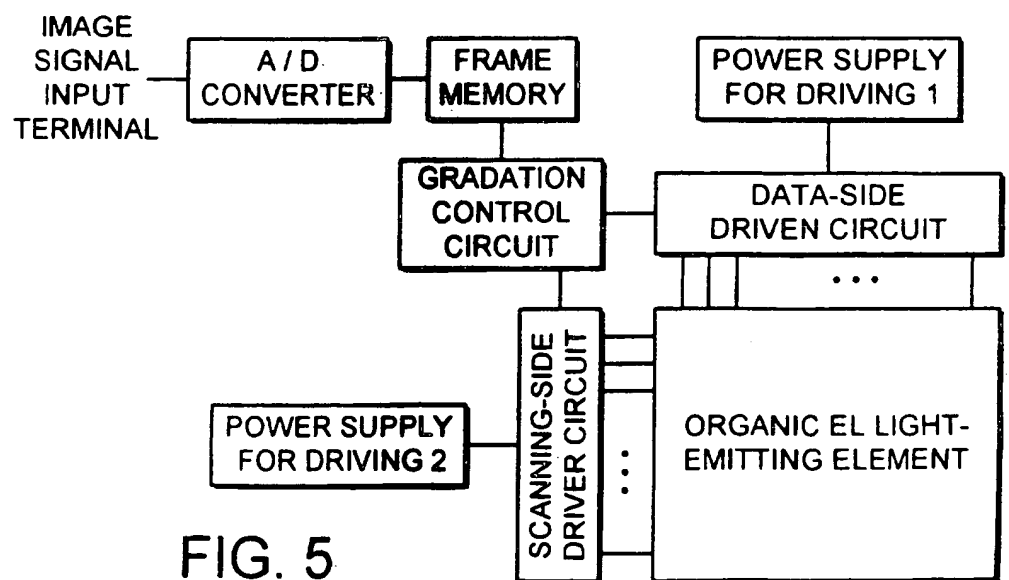 IMAGE
SIGNAL
INPUT
TERMINAL
A / D
CONVERTER
FRAME
MEMORY
POWER SUPPLY
FOR DRIVING 1
GRADATION
CONTROL
CIRCUIT
DATA-SIDE
DRIVEN CIRCUIT
• • •
SCANNING-SIDE
DRIVER CIRCUIT
POWER SUPPLY
FOR DRIVING 2
ORGANIC EL LIGHT-
EMITTING ELEMENT
FIG. 5